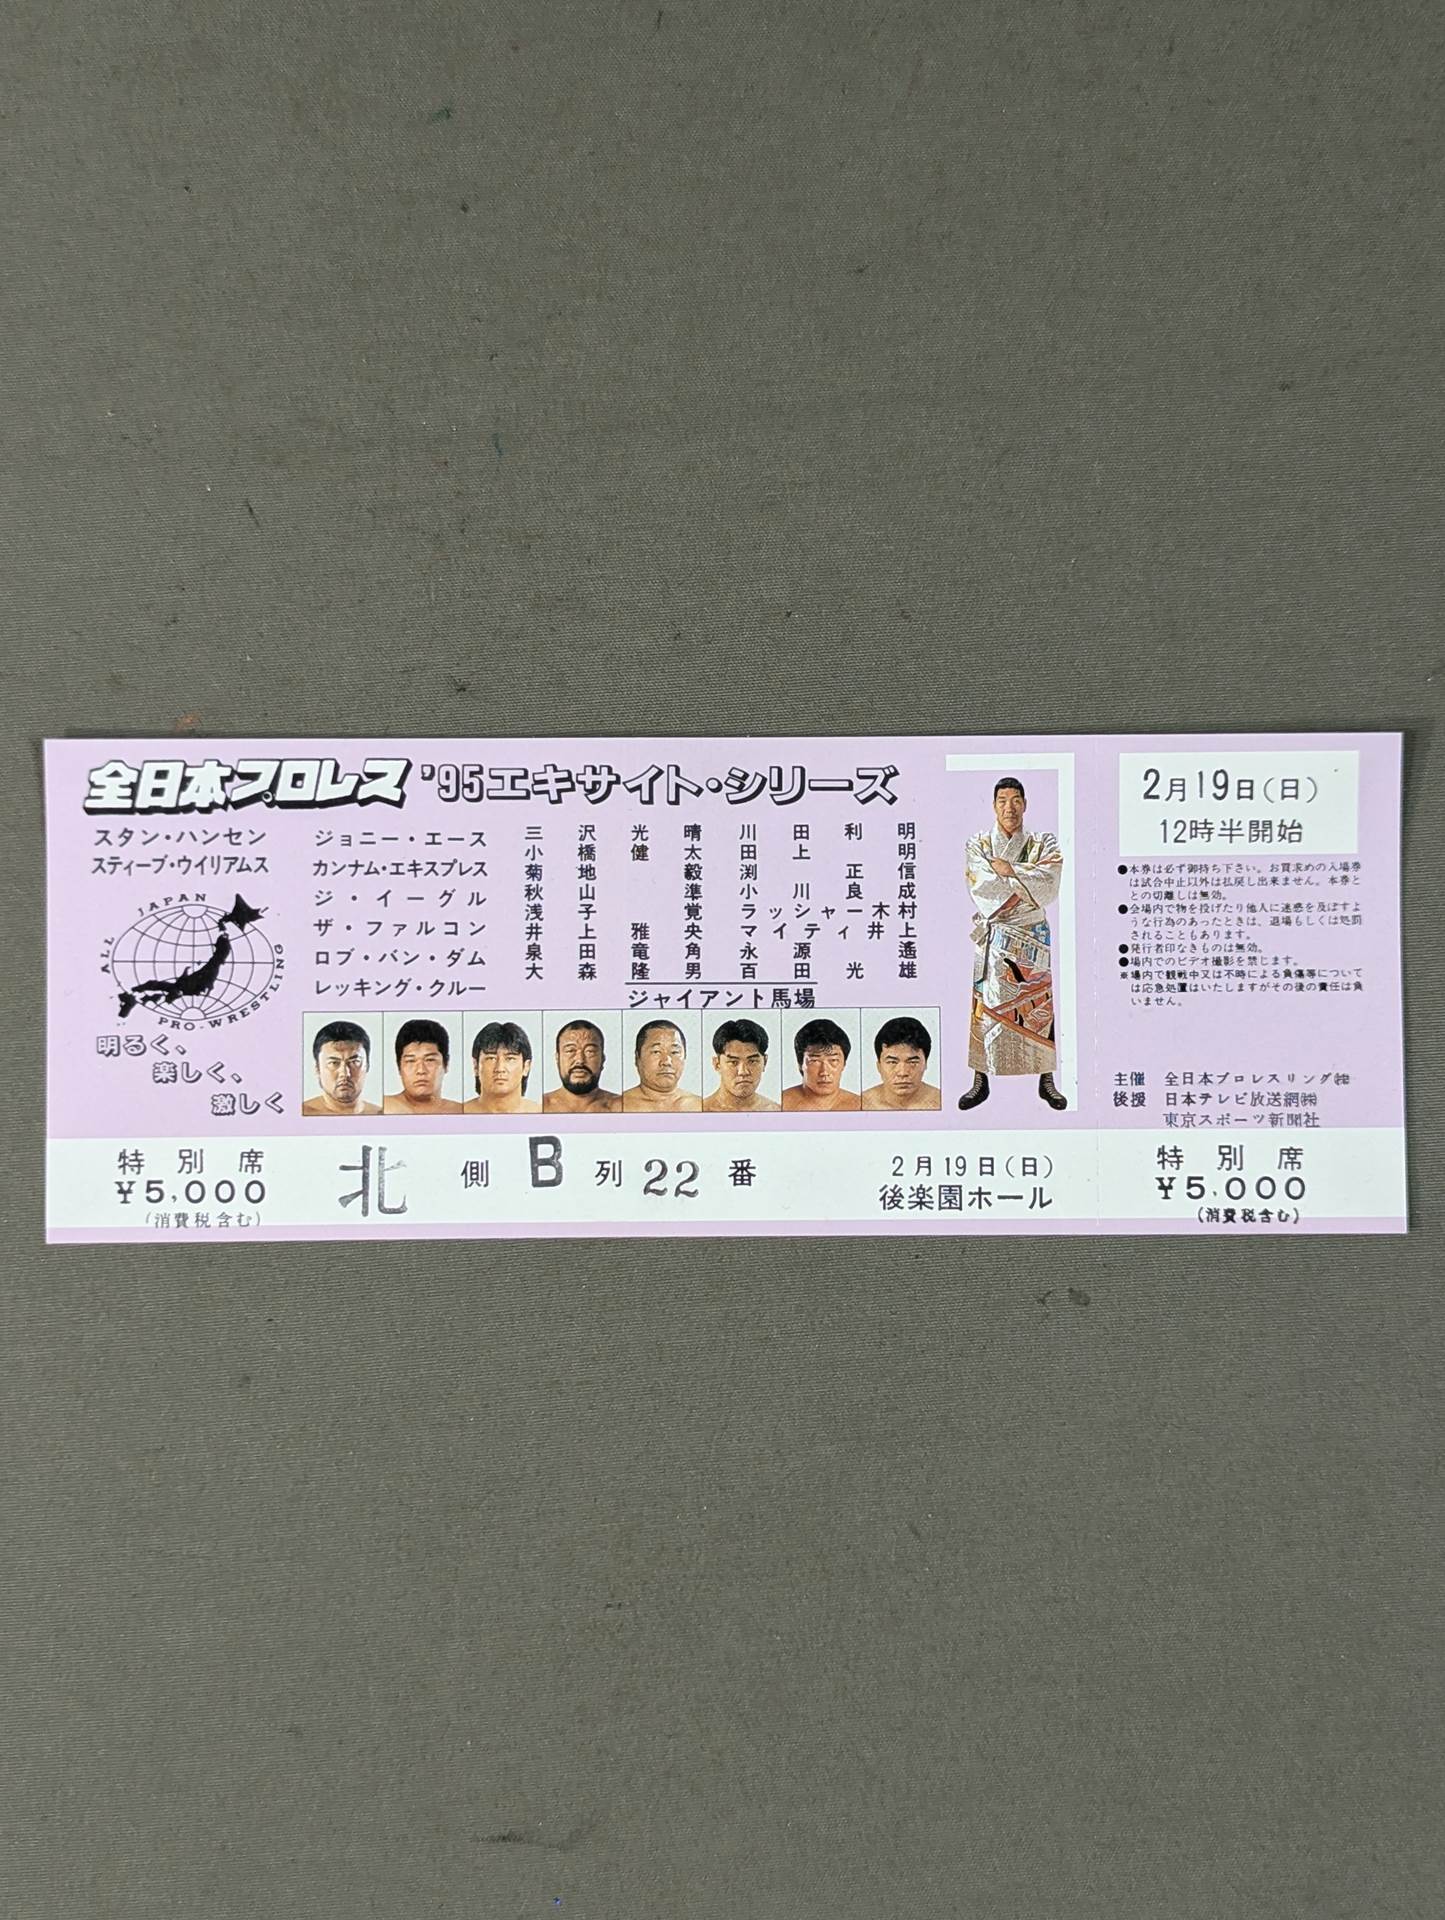 全日本プロレス '95エキサイト・シリーズ
スタン・ハンセン
スティーブ・ウイリアムス
ALL JAPAN PRO-WRESTLING
明るく、
楽しく、
激しく
ジョニー・エース
カンナム・エキスプレス
ジ・イーグル
ザ・ファルコン
ロブ・バン・ダム
レッキング・クルー
三沢光晴 川田利明
小橋健太 田上明
菊地毅 渕正信
秋山準 小川良成
浅子覚 ラッシャー木村
井上雅央 マイティ井上
泉田竜角 永源遙
大森隆男 百田光雄
ジャイアント馬場
2月19日(日)
12時半開始
●本券は必ず御持ち下さい。お買求めの入場券
は試合中止以外は払戻し出来ません。本券と
との切離しは無効。
●会場内で物を投げたり他人に迷惑を及ぼすよ
うな行為のあったときは、退場もしくは処罰
されることもあります。
●発行者印なきものは無効。
●場内でのビデオ撮影を禁じます。
※場内で観戦中又は不時による負傷等について
は応急処置はいたしますがその後の責任は負
いません。
主催 全日本プロレスリング㈱
後援 日本テレビ放送網㈱
東京スポーツ新聞社
特別席
¥5,000
(消費税含む)
北側B列22番
2月19日(日)
後楽園ホール
特別席
¥5,000
(消費税含む)